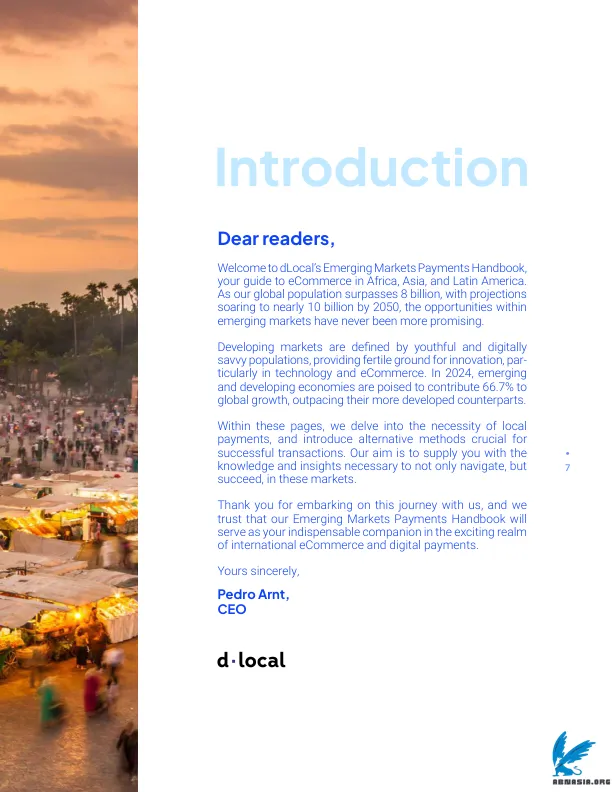 Introduction
Dear readers,
Welcome to dLocal's Emerging Markets Payments Handbook,
your guide to eCommerce in Africa, Asia, and Latin America.
As our global population surpasses 8 billion, with projections
soaring to nearly 10 billion by 2050, the opportunities within
emerging markets have never been more promising.
Developing markets are defined by youthful and digitally
savvy populations, providing fertile ground for innovation, par-
ticularly in technology and eCommerce. In 2024, emerging
and developing economies are poised to contribute 66.7% to
global growth, outpacing their more developed counterparts.
Within these pages, we delve into the necessity of local
payments, and introduce alternative methods crucial for
successful transactions. Our aim is to supply you with the
knowledge and insights necessary to not only navigate, but
succeed, in these markets.
Thank you for embarking on this journey with us, and we
trust that our Emerging Markets Payments Handbook will
serve as your indispensable companion in the exciting realm
of international eCommerce and digital payments.
Yours sincerely,
Pedro Arnt,
CEO
d·local
•
7
ABNASIA.ORG